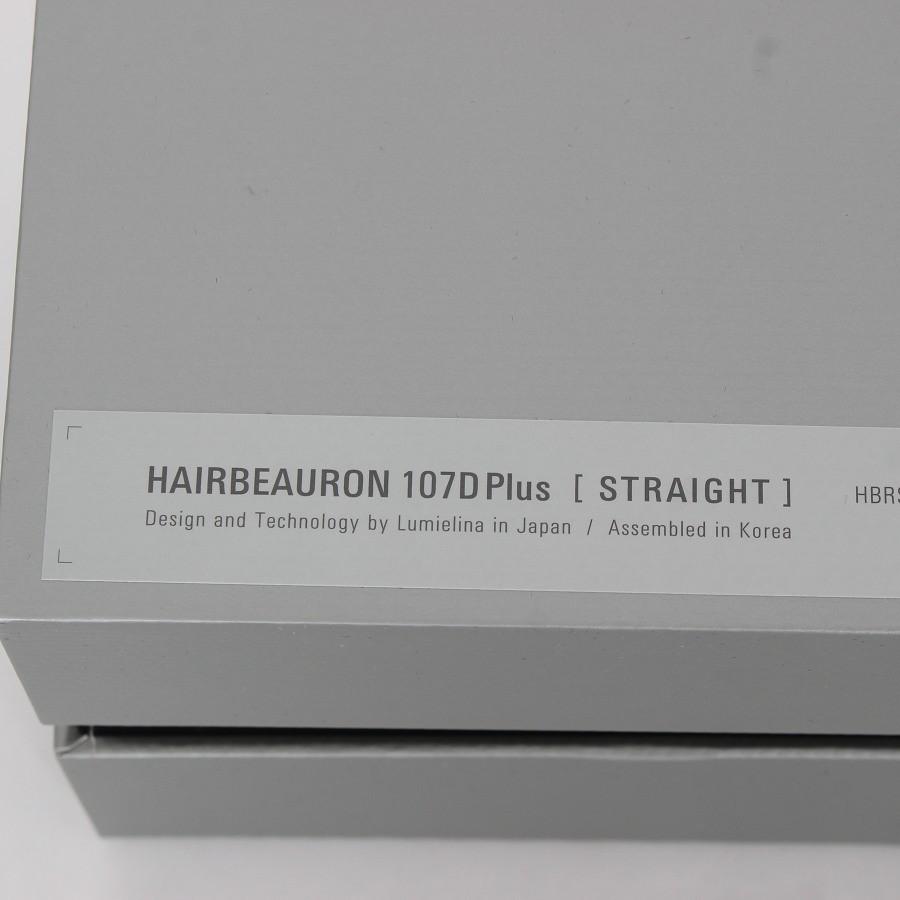 HAIRBEAURON 107D Plus [ STRAIGHT ]
Design and Technology by Lumielina in Japan / Assembled in Korea